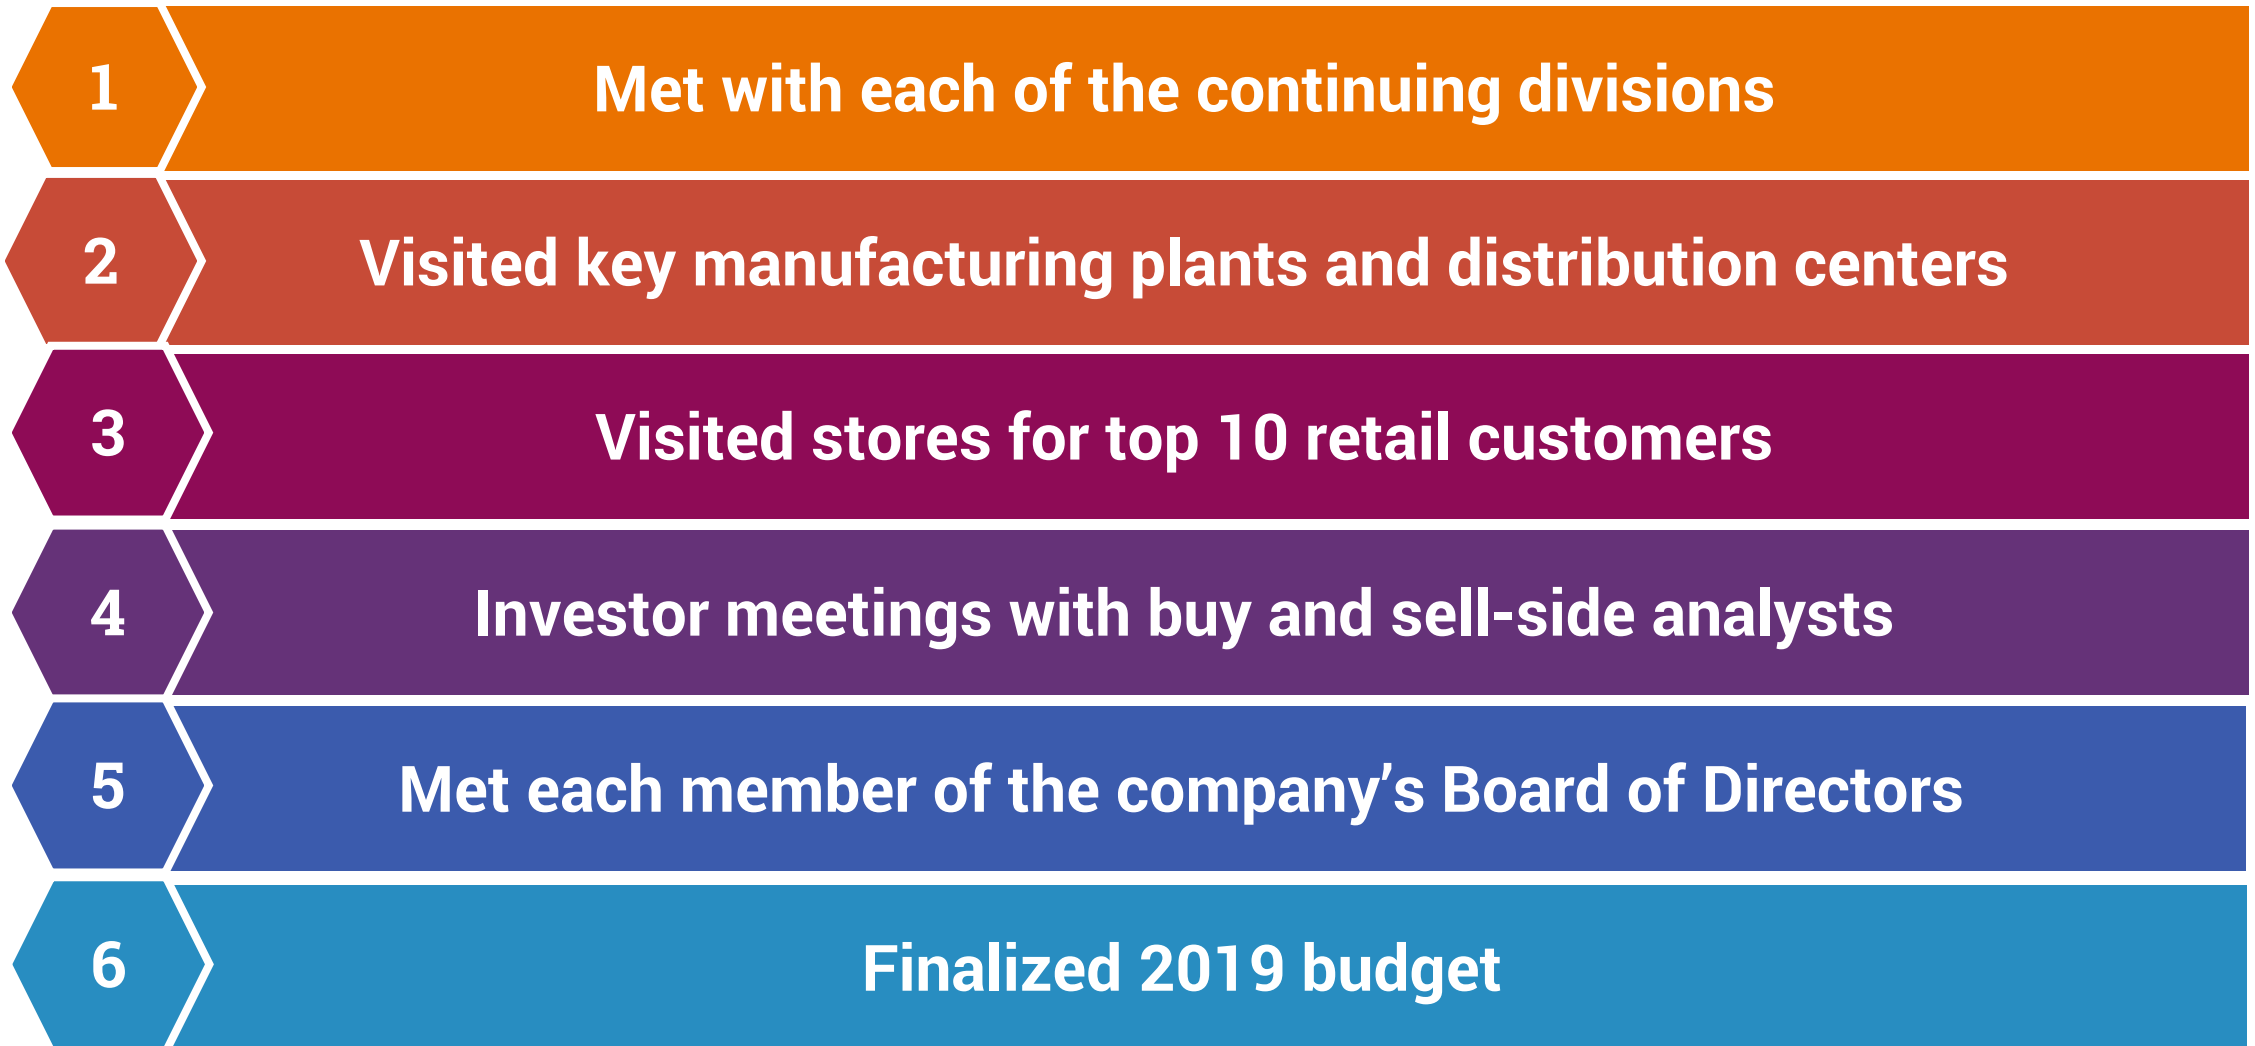 1
Met with each of the continuing divisions
2
Visited key manufacturing plants and distribution centers
3
Visited stores for top 10 retail customers
4
Investor meetings with buy and sell-side analysts
5
Met each member of the company’s Board of Directors
6
Finalized 2019 budget